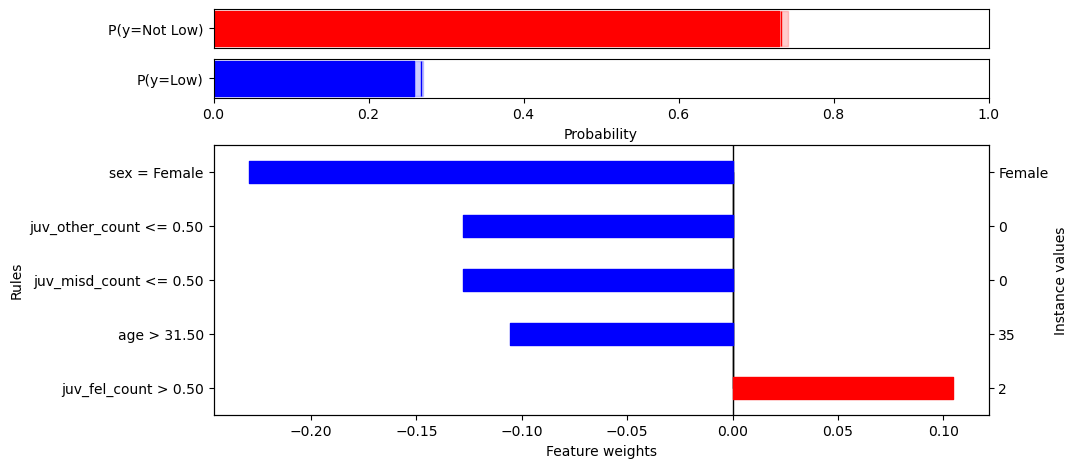 P(y=Not Low)
P(y=Low)
0.0 0.2 0.4 0.6 0.8 1.0
Probability
sex = Female Female
juv_other_count <= 0.50 0
juv_misd_count <= 0.50 0
age > 31.50 35
juv_fel_count > 0.50 2
Rules
Instance values
−0.20 −0.15 −0.10 −0.05 0.00 0.05 0.10
Feature weights